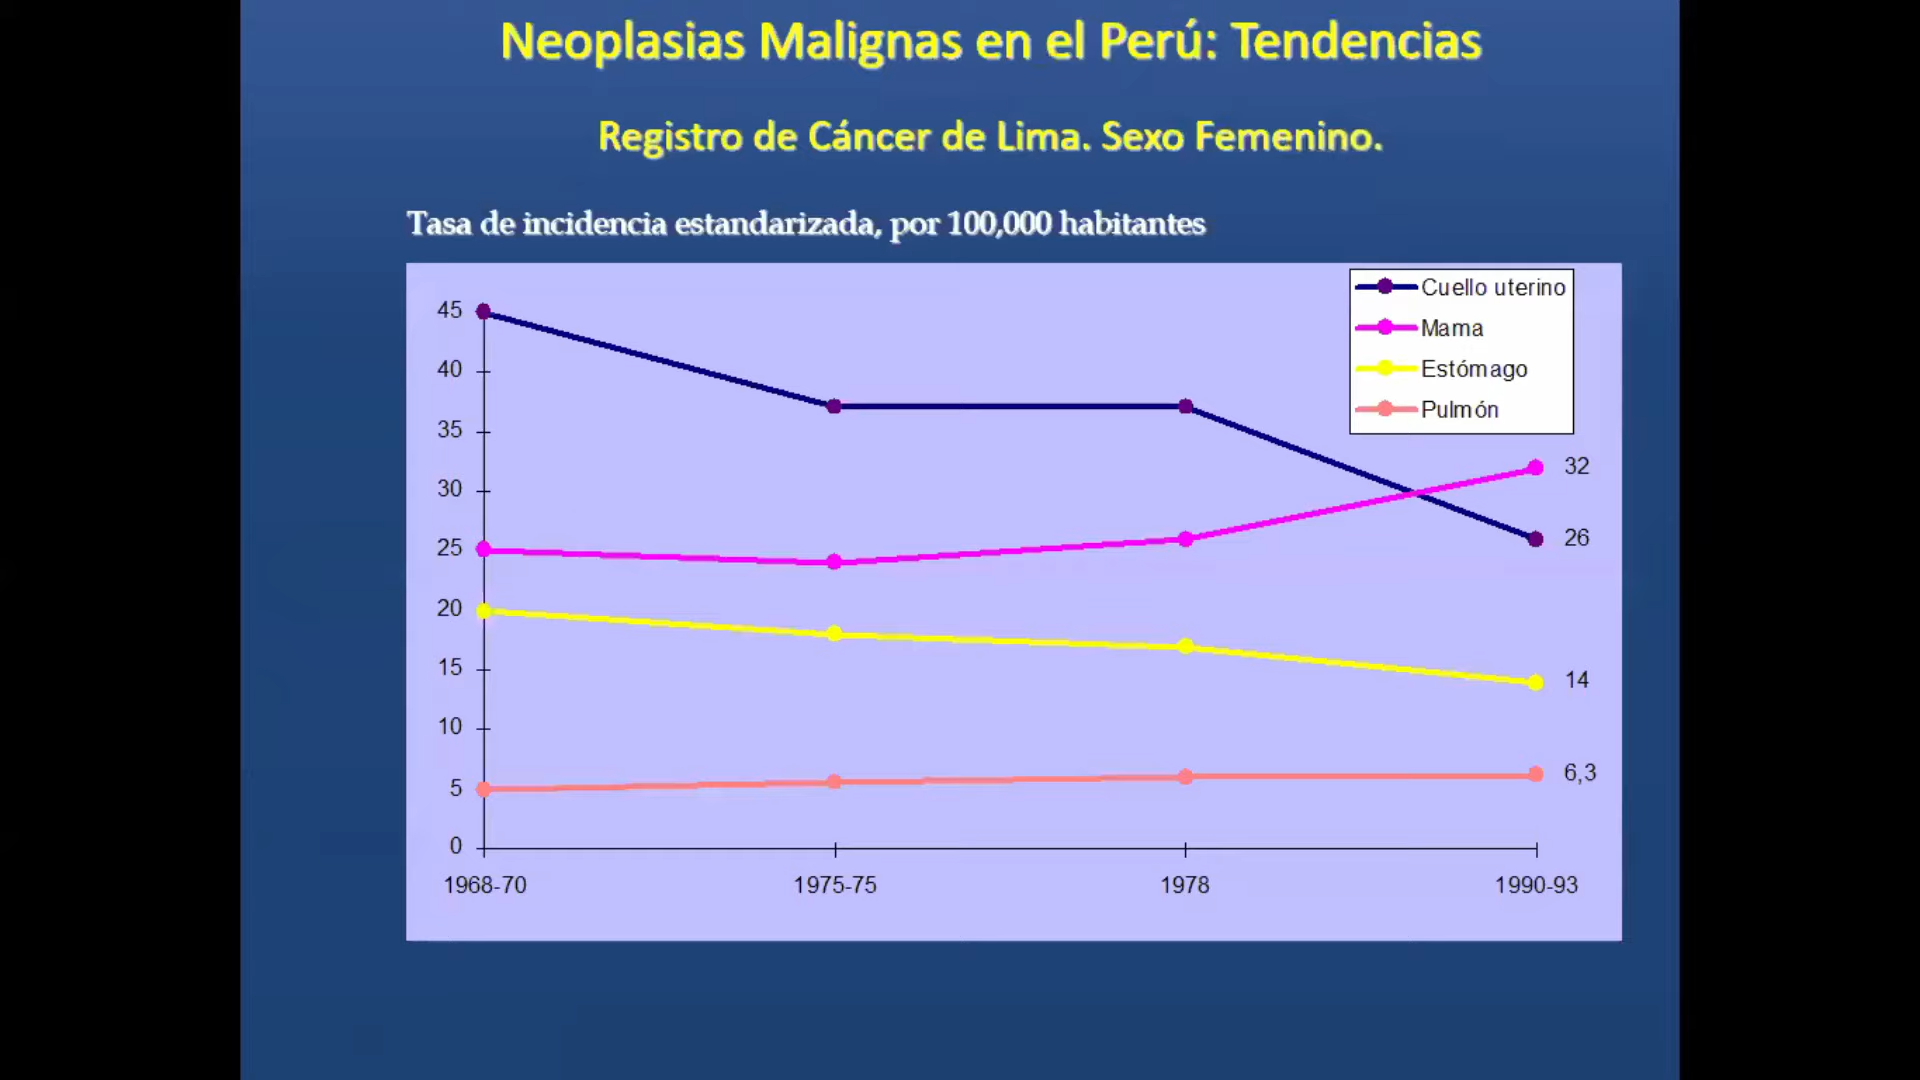 Neoplasias Malignas en el Perú: Tendencias
Registro de Cáncer de Lima. Sexo Femenino.
Tasa de incidencia estandarizada, por 100,000 habitantes
Cuello uterino
Mama
Estómago
Pulmón
45
40
35
30
25
20
15
10
5
0
32
26
14
6,3
1968-70
1975-75
1978
1990-93